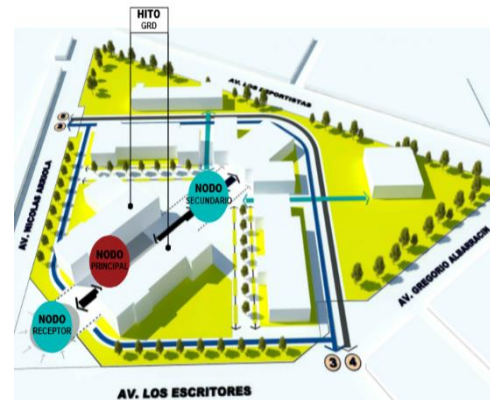 HITO
GRD
AV. LOS DEPORTISTAS
NODO
SECUNDARIO
AV. NICOLAS ARRIOLA
NODO
PRINCIPAL
AV. GREGORIO ALBARRACIN
NODO
RECEPTOR
3 4
AV. LOS ESCRITORES